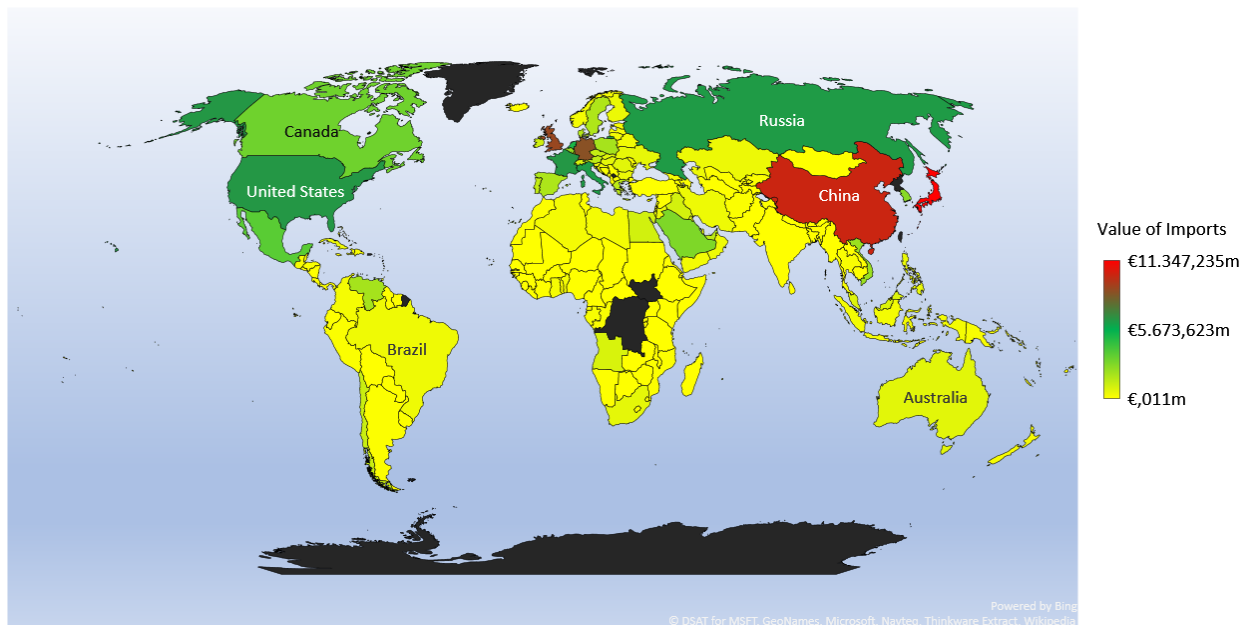 Canada
Russia
United States
China
Brazil
Australia
Value of Imports
€11.347,235m
€5.673,623m
€,011m
Powered by Bing
© DSAT for MSFT, GeoNames, Microsoft, Navteq, Thinkware Extract, Wikipedia